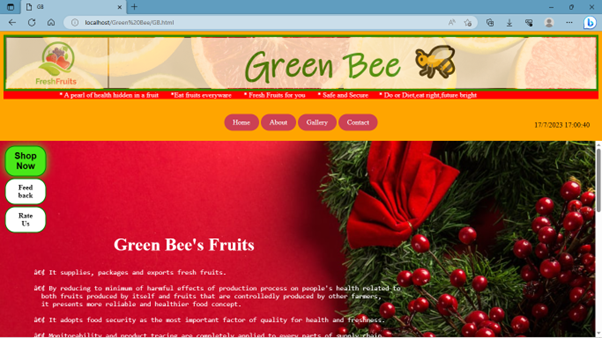 GB
localhost/Green%20Bee/GB.html
FreshFruits
Green Bee
* A pearl of health hidden in a fruit *Eat fruits everyware * Fresh Fruits for you * Safe and Secure * Do or Diet,eat right,future bright
Home About Gallery Contact
17/7/2023 17:00:40
Shop
Now
Feed
back
Rate
Us
Green Bee's Fruits
â€¢ It supplies, packages and exports fresh fruits.
â€¢ By reducing to minimum of harmful effects of production process on people's health related to
both fruits produced by itself and fruits that are controlledly produced by other farmers,
it presents more reliable and healthier food concept.
â€¢ It adopts food security as the most important factor of quality for health and freshness.
â€¢ Monitorability and product tracing are completely applied to every parts of supply chain